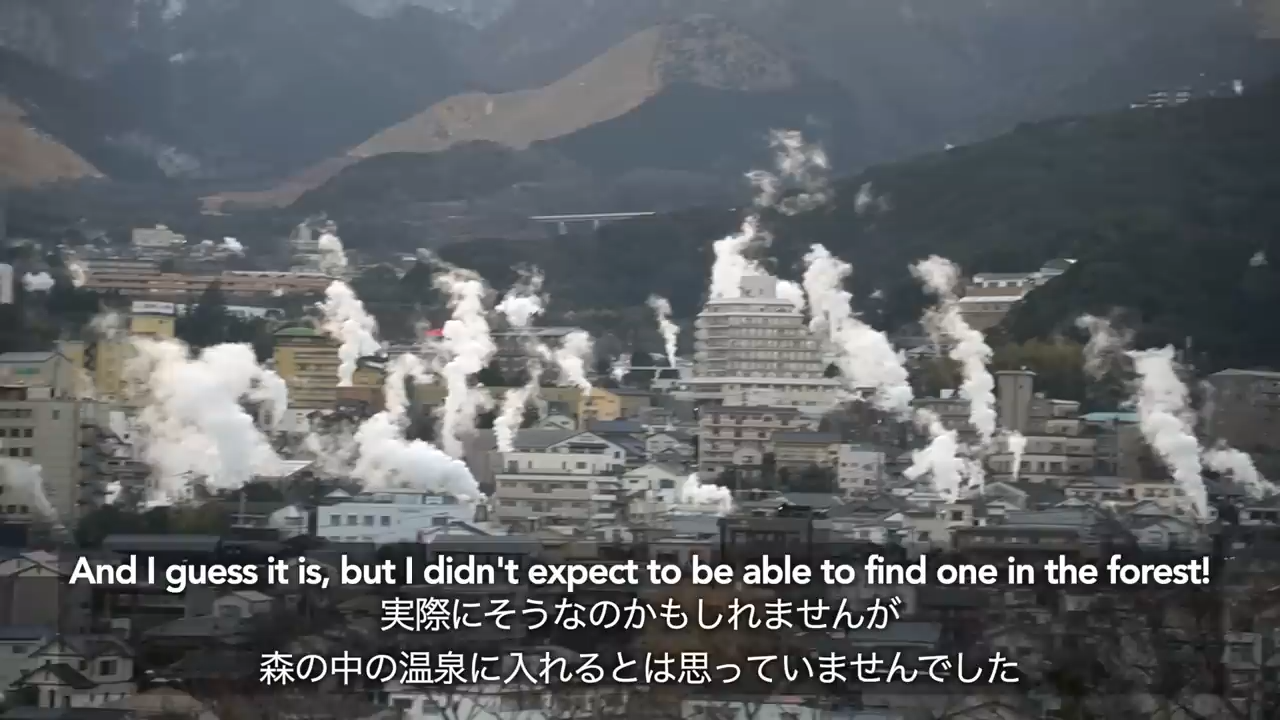 And I guess it is, but I didn't expect to be able to find one in the forest!
実際にそうなのかもしれませんが
森の中の温泉に入れるとは思っていませんでした